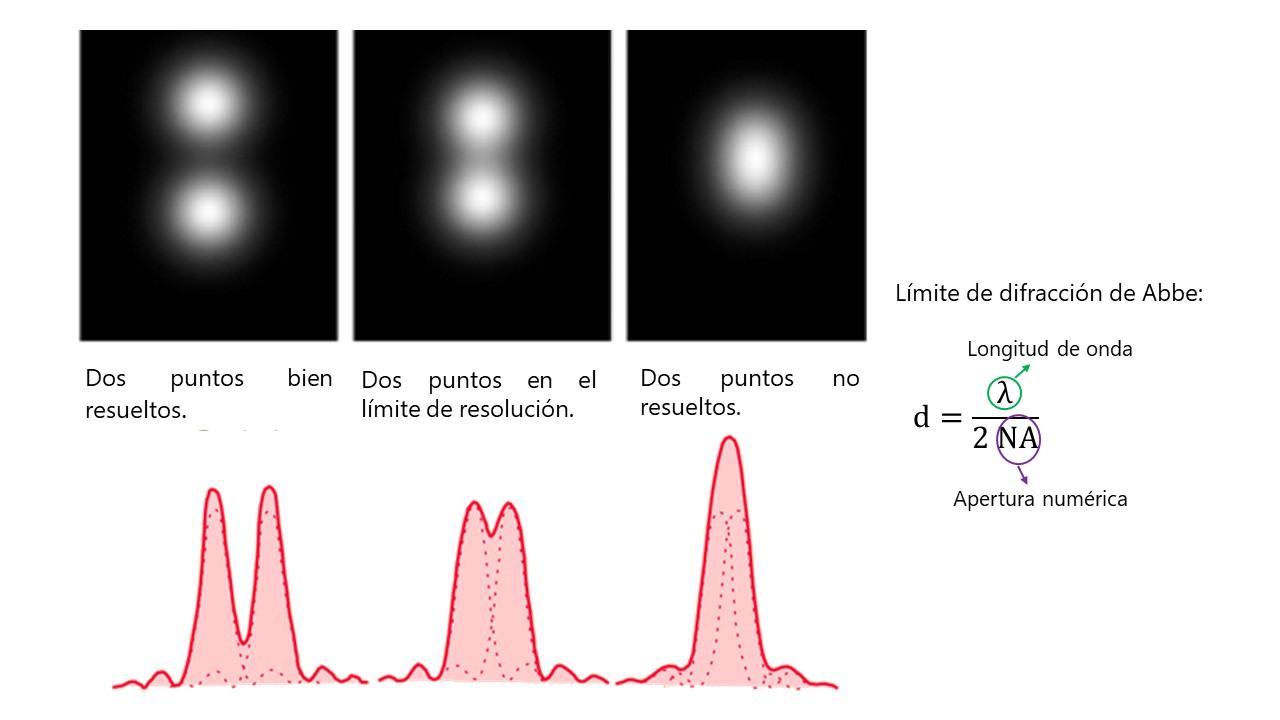 Dos puntos bien
resueltos.
Dos puntos en el
límite de resolución.
Dos puntos no
resueltos.
Límite de difracción de Abbe:
Longitud de onda
d = λ / 2 NA
Apertura numérica